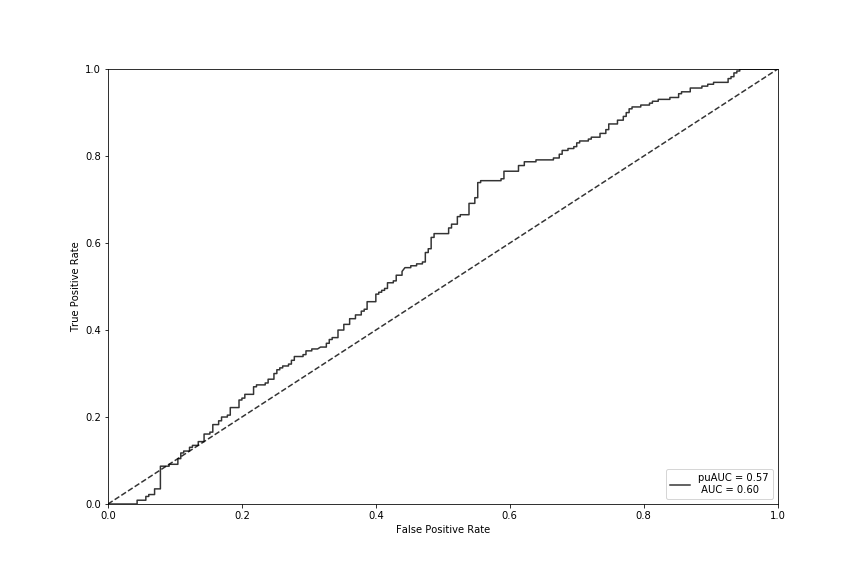 1.0
0.8
0.6
0.4
0.2
0.0
True Positive Rate
puAUC = 0.57
AUC = 0.60
0.0 0.2 0.4 0.6 0.8 1.0
False Positive Rate